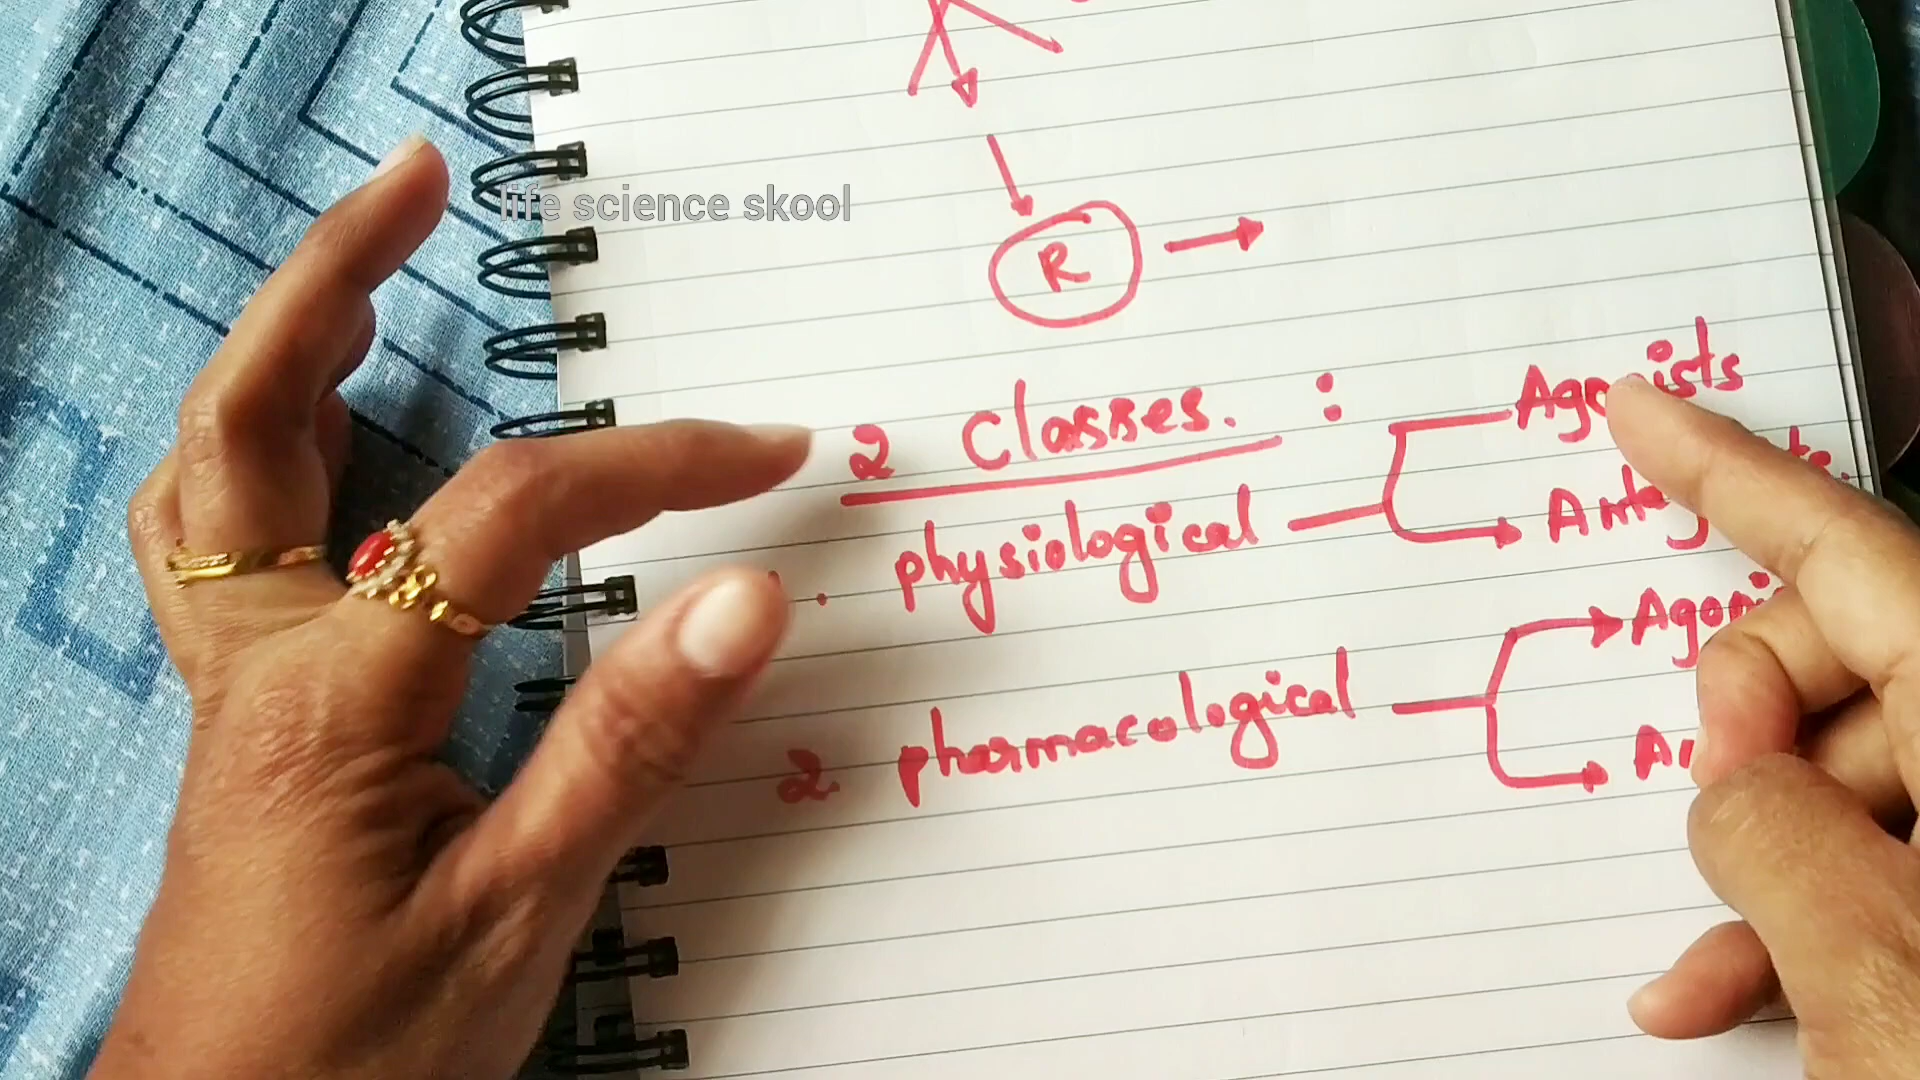 life science skool
R
2 Classes. :
Agonists
physiological
2. pharmacological